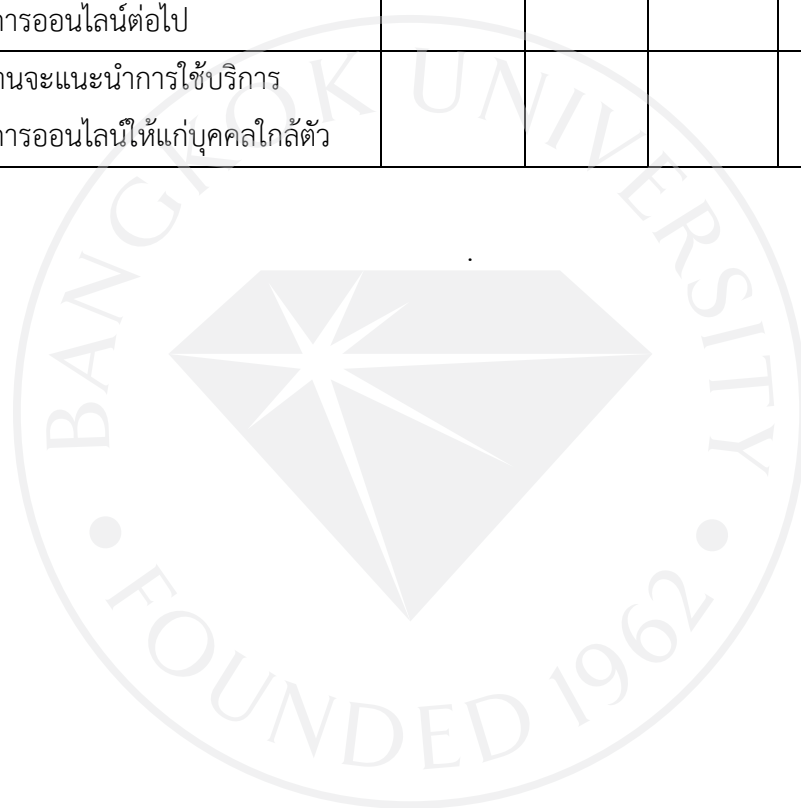 การออนไลน์ต่อไป
านจะแนะนำการใช้บริการ
การออนไลน์ให้แก่บุคคลใกล้ตัว
.
BANGKOK UNIVERSITY
• FOUNDED 1962 •